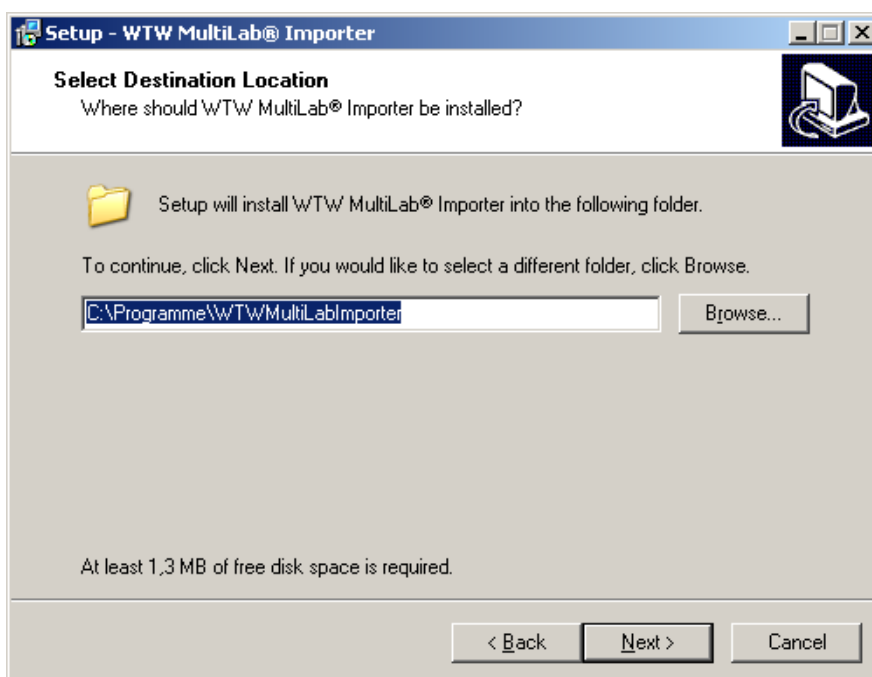 Setup - WTW MultiLab® Importer
Select Destination Location
Where should WTW MultiLab® Importer be installed?
Setup will install WTW MultiLab® Importer into the following folder.
To continue, click Next. If you would like to select a different folder, click Browse.
C:\Programme\WTWMultiLabImporter
Browse...
At least 1,3 MB of free disk space is required.
< Back
Next >
Cancel